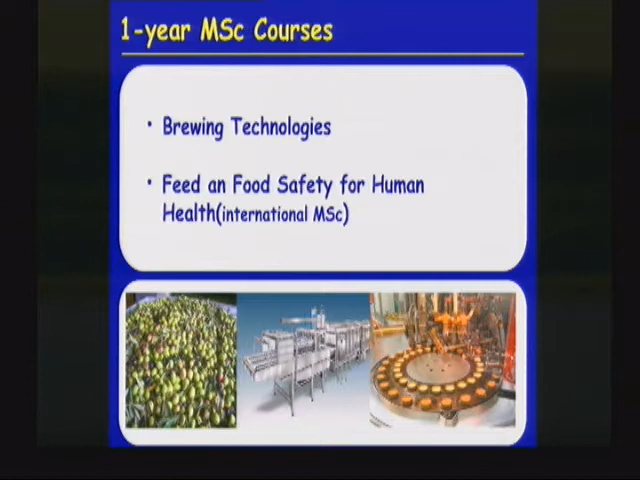 1-year MSc Courses
• Brewing Technologies
• Feed an Food Safety for Human
Health(international MSc)